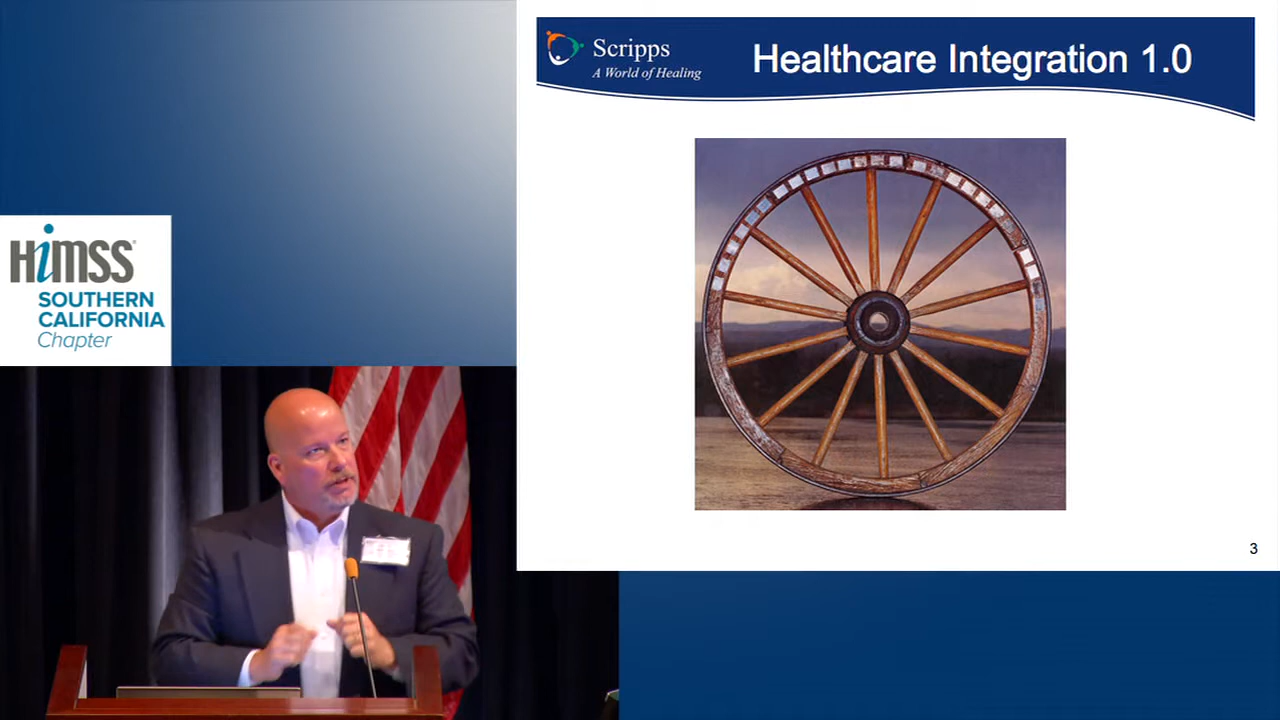 Scripps
A World of Healing
Healthcare Integration 1.0
HiMSS
SOUTHERN
CALIFORNIA
Chapter
3